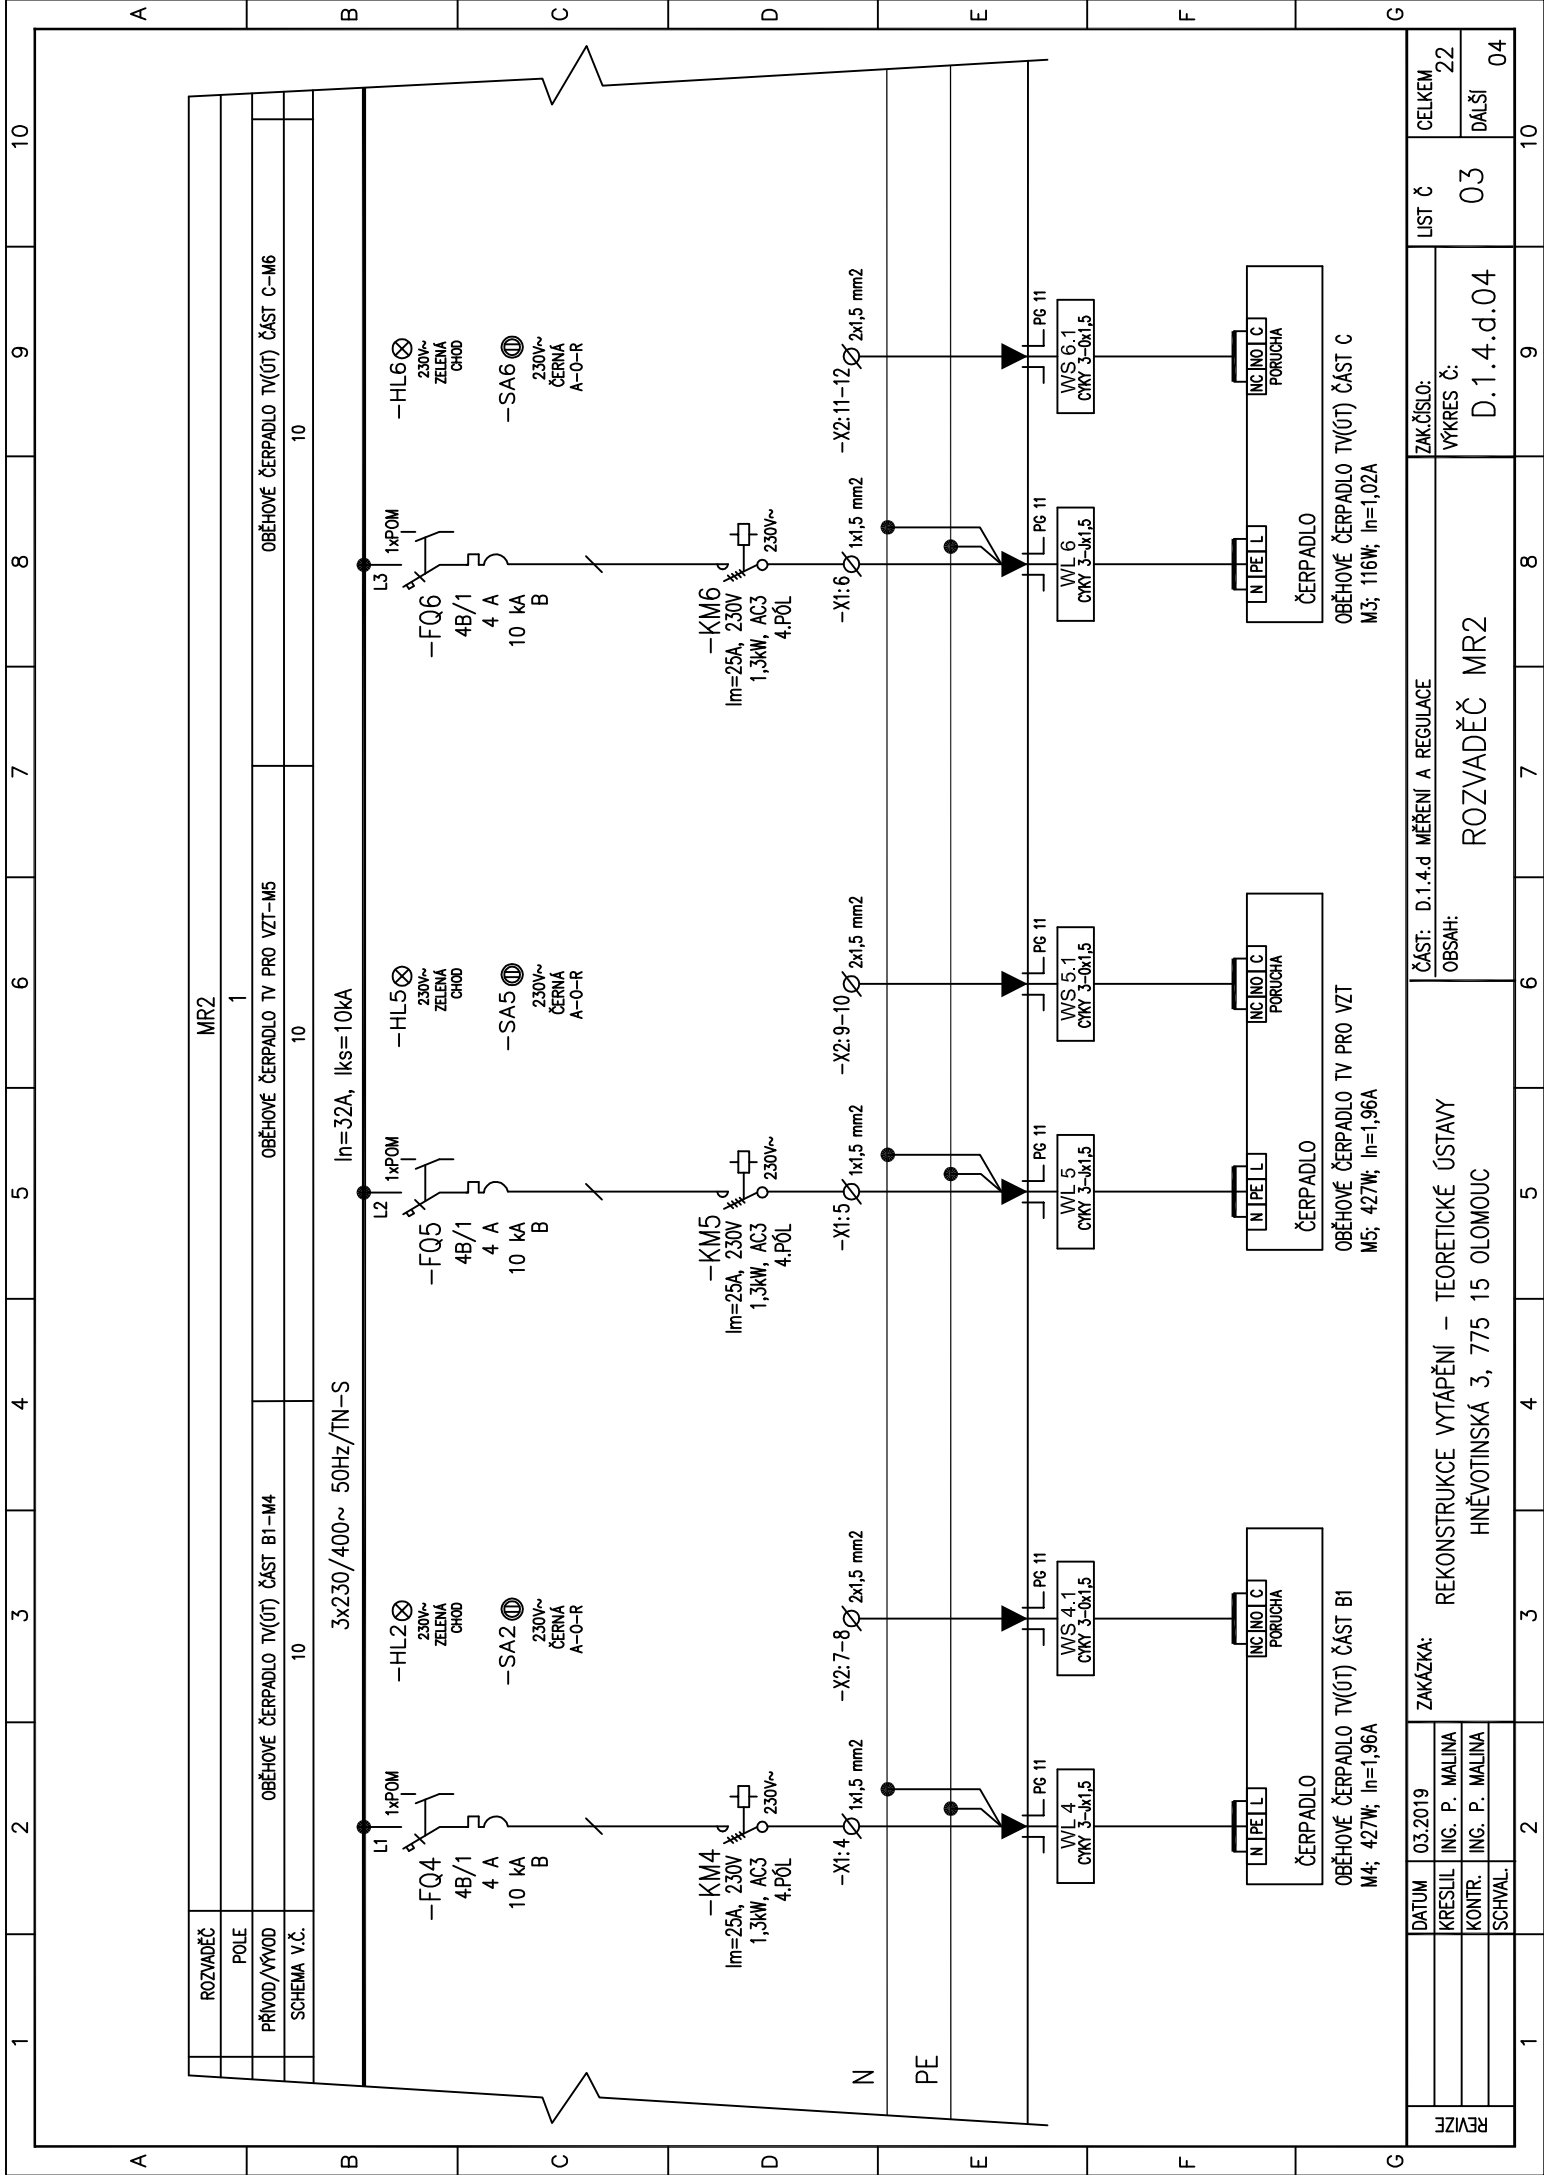 1 2 3 4 5 6 7 8 9 10
A
B
C
D
E
F
G
A
B
C
D
E
F
G
ROZVADĚČ MR2
POLE 1
PŘÍVOD/VÝVOD OBĚHOVÉ ČERPADLO TV(ÚT) ČÁST B1-M4 OBĚHOVÉ ČERPADLO TV PRO VZT-M5 OBĚHOVÉ ČERPADLO TV(ÚT) ČÁST C-M6
SCHEMA V.Č. 10 10 10
3x230/400~ 50Hz/TN-S In=32A, Iks=10kA
L1
1xPOM
-FQ4
4B/1
4 A
10 kA
B
-HL2
230V~
ZELENÁ
CHOD
-SA2
230V~
ČERNÁ
A-O-R
-KM4
Im=25A, 230V
1,3kW, AC3
4.PÓL
230V~
-X1:4 1x1,5 mm2
-X2:7-8 2x1,5 mm2
PG 11
WL 4
CYKY 3-Jx1,5
PG 11
WS 4.1
CYKY 3-Ox1,5
N PE L
ČERPADLO
NC NO C
PORUCHA
OBĚHOVÉ ČERPADLO TV(ÚT) ČÁST B1
M4; 427W; In=1,96A
L2
1xPOM
-FQ5
4B/1
4 A
10 kA
B
-HL5
230V~
ZELENÁ
CHOD
-SA5
230V~
ČERNÁ
A-O-R
-KM5
Im=25A, 230V
1,3kW, AC3
4.PÓL
230V~
-X1:5 1x1,5 mm2
-X2:9-10 2x1,5 mm2
PG 11
WL 5
CYKY 3-Jx1,5
PG 11
WS 5.1
CYKY 3-Ox1,5
N PE L
ČERPADLO
NC NO C
PORUCHA
OBĚHOVÉ ČERPADLO TV PRO VZT
M5; 427W; In=1,96A
L3
1xPOM
-FQ6
4B/1
4 A
10 kA
B
-HL6
230V~
ZELENÁ
CHOD
-SA6
230V~
ČERNÁ
A-O-R
-KM6
Im=25A, 230V
1,3kW, AC3
4.PÓL
230V~
-X1:6 1x1,5 mm2
-X2:11-12 2x1,5 mm2
PG 11
WL 6
CYKY 3-Jx1,5
PG 11
WS 6.1
CYKY 3-Ox1,5
N PE L
ČERPADLO
NC NO C
PORUCHA
OBĚHOVÉ ČERPADLO TV(ÚT) ČÁST C
M3; 116W; In=1,02A
N
PE
REVIZE
DATUM 03.2019
KRESLIL ING. P. MALINA
KONTR. ING. P. MALINA
SCHVAL.
ZAKÁZKA:
REKONSTRUKCE VYTÁPĚNÍ - TEORETICKÉ ÚSTAVY
HNĚVOTINSKÁ 3, 775 15 OLOMOUC
ČÁST: D.1.4.d MĚŘENÍ A REGULACE
OBSAH:
ROZVADĚČ MR2
ZAK.ČÍSLO:
VÝKRES Č:
D.1.4.d.04
LIST Č
03
CELKEM
22
DÁLŠÍ
04
1 2 3 4 5 6 7 8 9 10